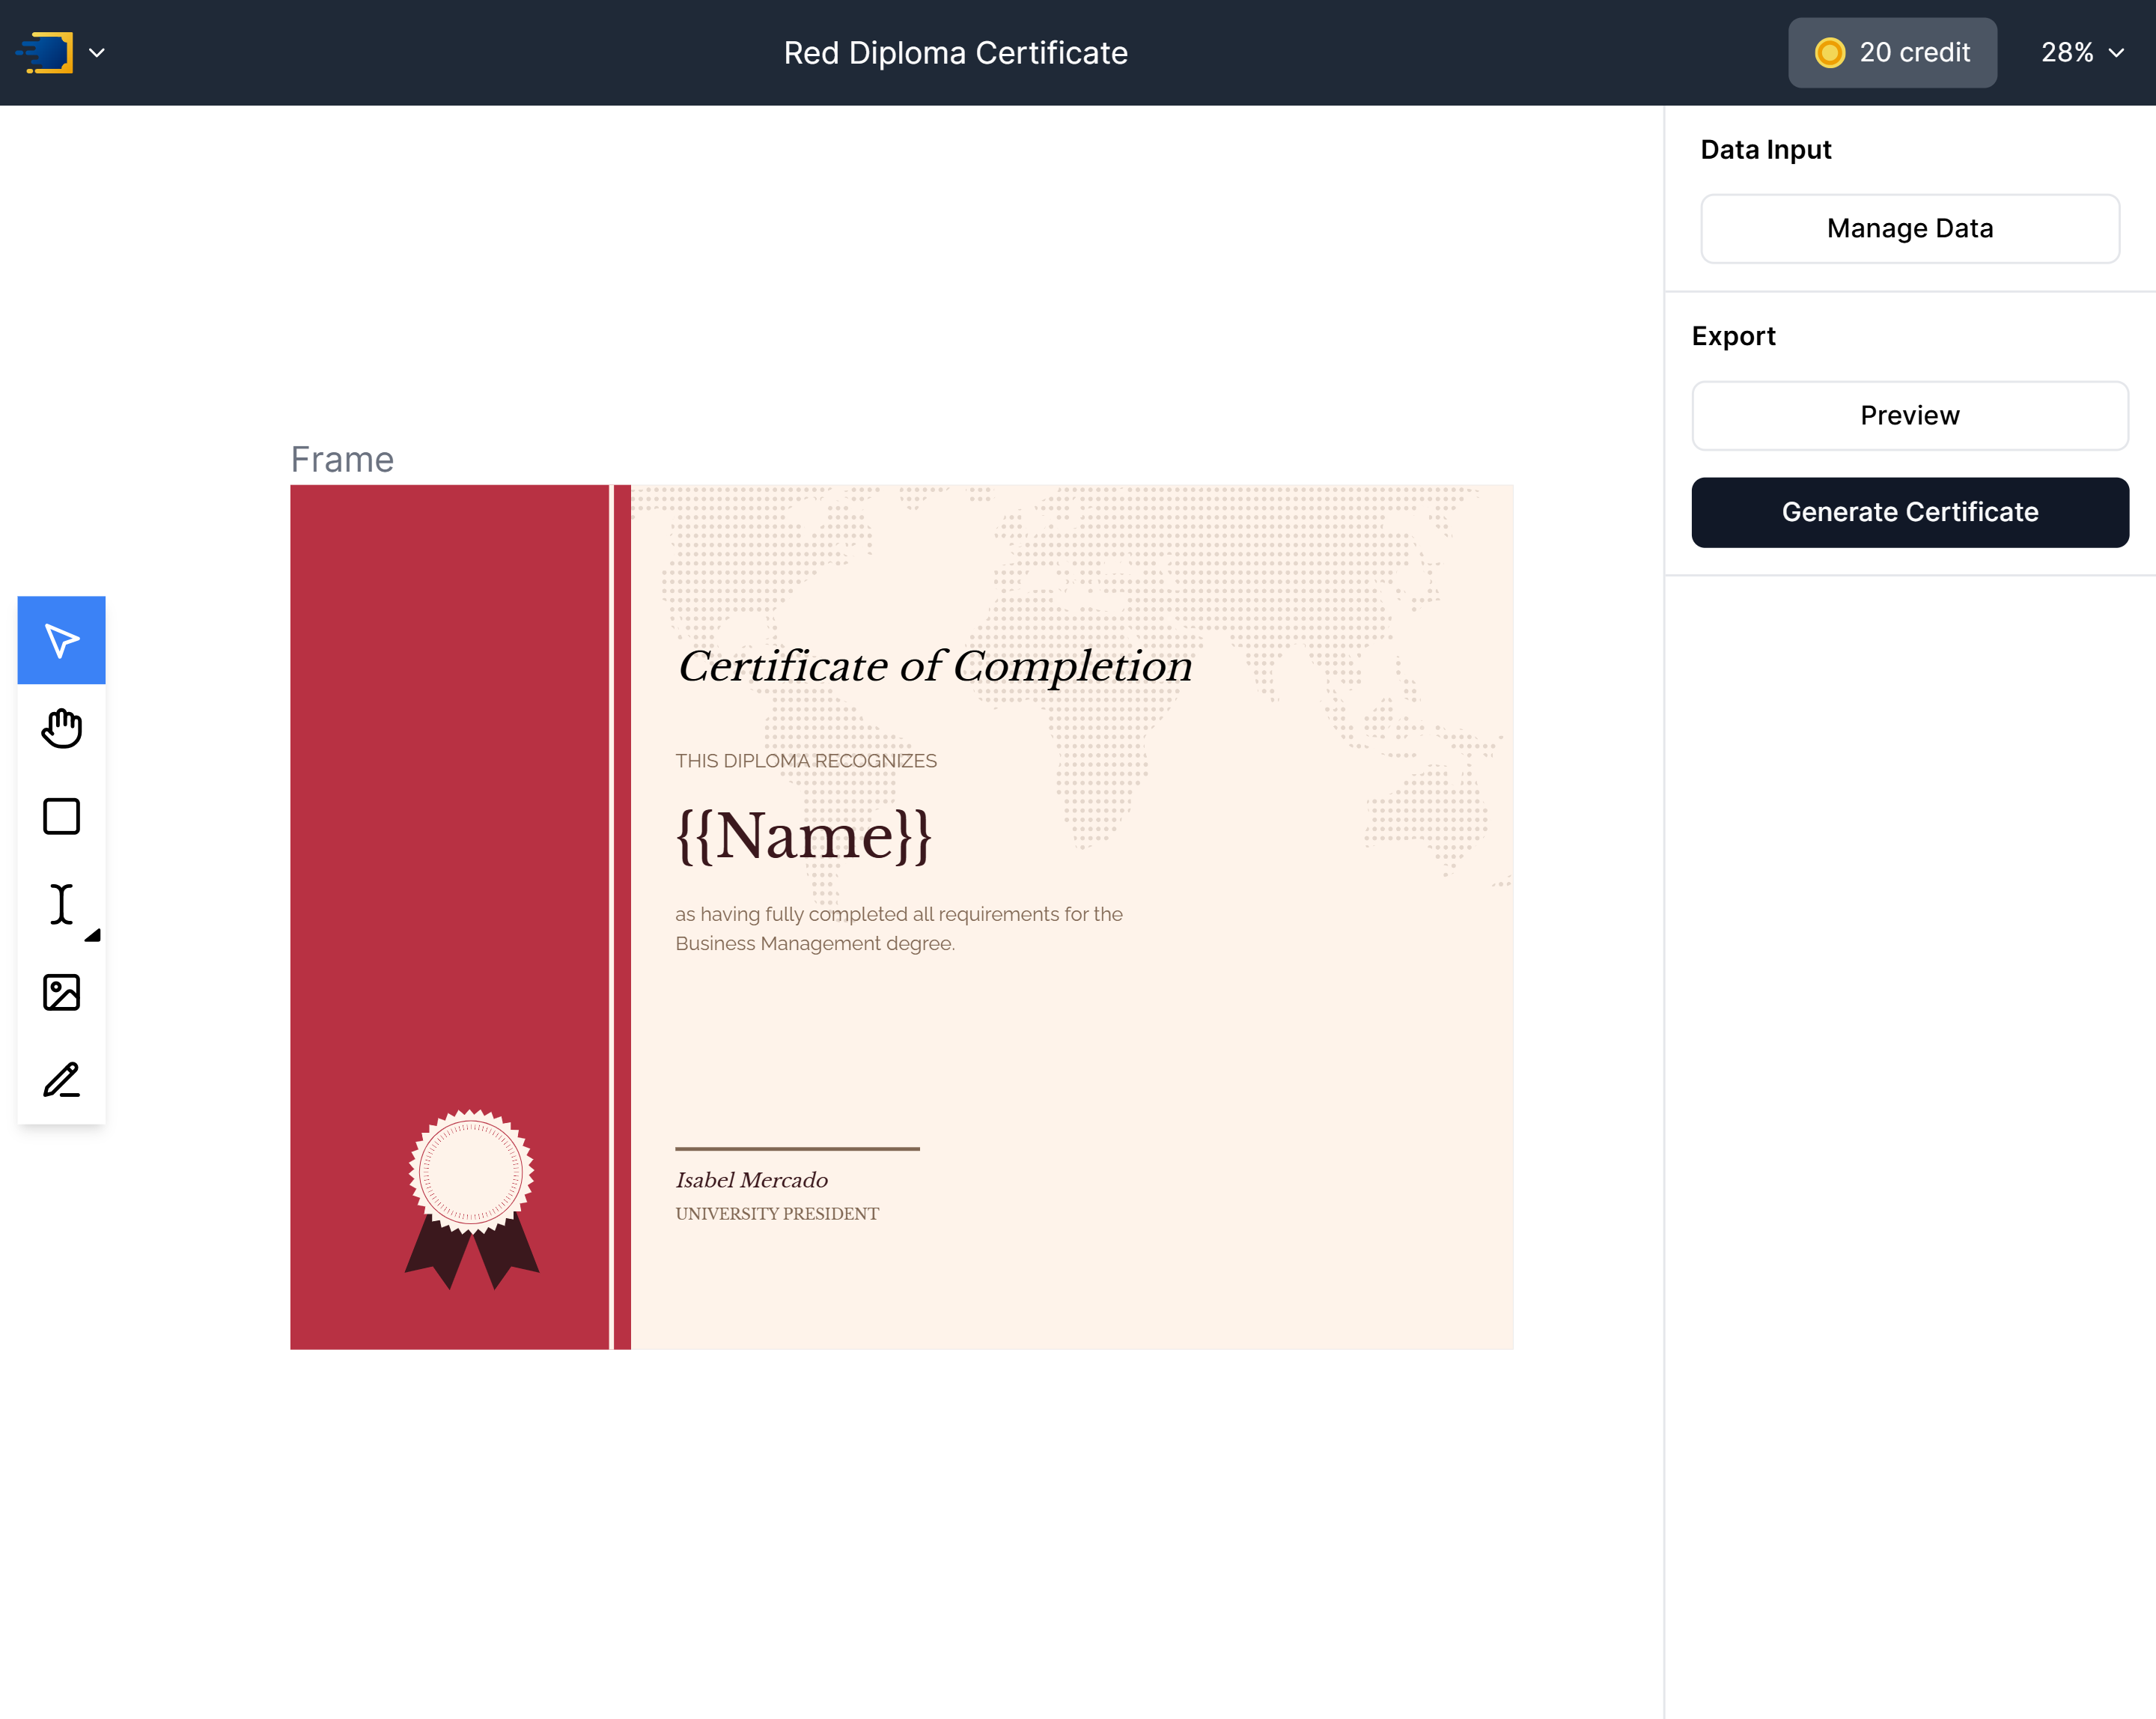 Red Diploma Certificate
20 credit
28%
Data Input
Manage Data
Export
Preview
Generate Certificate
Frame
Certificate of Completion
THIS DIPLOMA RECOGNIZES
{{Name}}
as having fully completed all requirements for the
Business Management degree.
Isabel Mercado
UNIVERSITY PRESIDENT